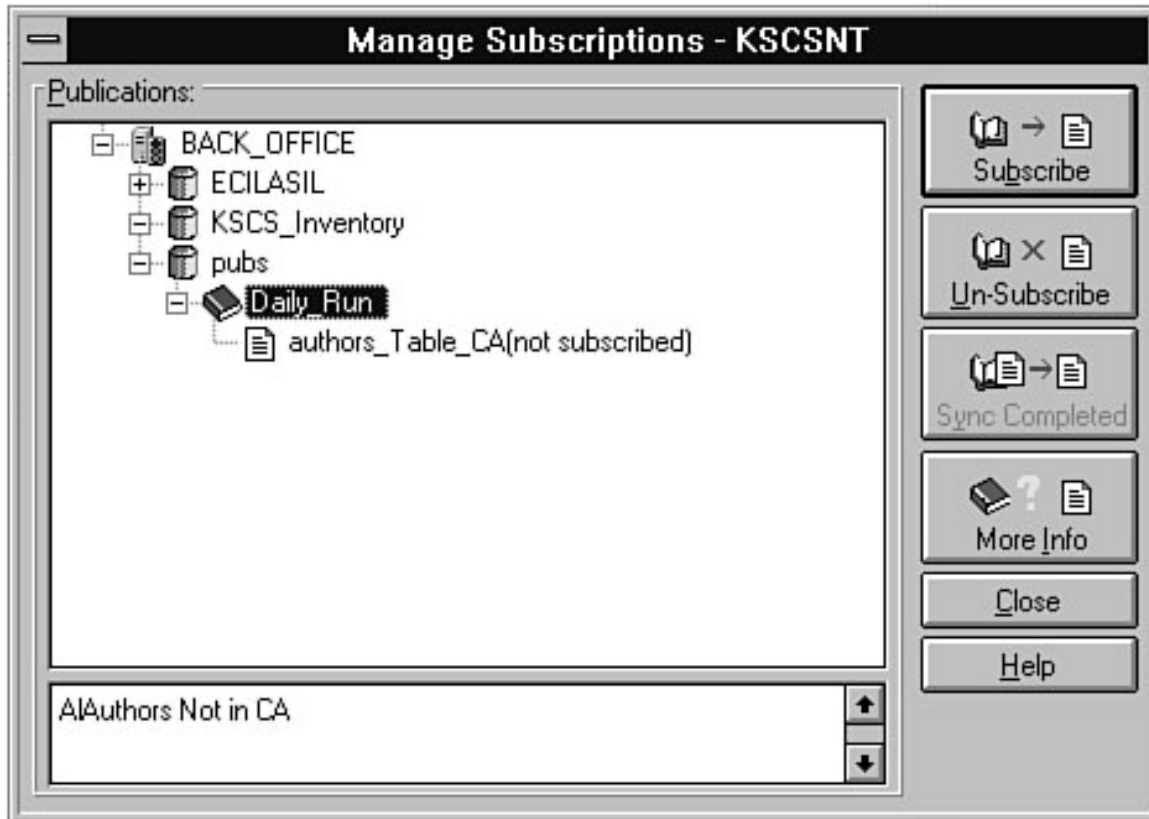 Manage Subscriptions - KSCSNT
Publications:
BACK_OFFICE
ECILASIL
KSCS_Inventory
pubs
Daily_Run
authors_Table_CA(not subscribed)
AlAuthors Not in CA
Subscribe
Un-Subscribe
Sync Completed
More Info
Close
Help